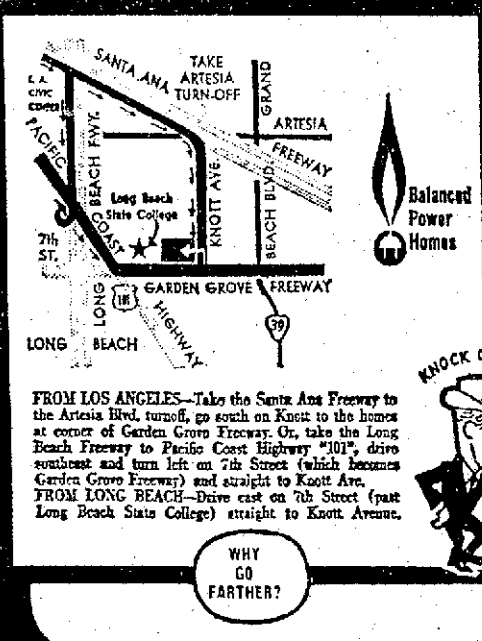 SANTA ANA
FREEWAY
TAKE
ARTESIA
TURN-OFF
GRAND
ARTESIA
L. A.
CIVIC
CENTER
PACIFIC
COAST
HIGHWAY
LONG BEACH FWY.
Long Beach
State College
KNOTT AVE.
BEACH BLVD.
7th
ST.
GARDEN GROVE FREEWAY
101
39
LONG BEACH
Balanced
Power
Homes
KNOCK
FROM LOS ANGELES—Take the Santa Ana Freeway to
the Artesia Blvd. turnoff, go south on Knott to the homes
at corner of Garden Grove Freeway. Or, take the Long
Beach Freeway to Pacific Coast Highway "101", drive
southeast and turn left on 7th Street (which becomes
Garden Grove Freeway) and straight to Knott Ave.
FROM LONG BEACH—Drive east on 7th Street (past
Long Beach State College) straight to Knott Avenue.
WHY
GO
FARTHER?